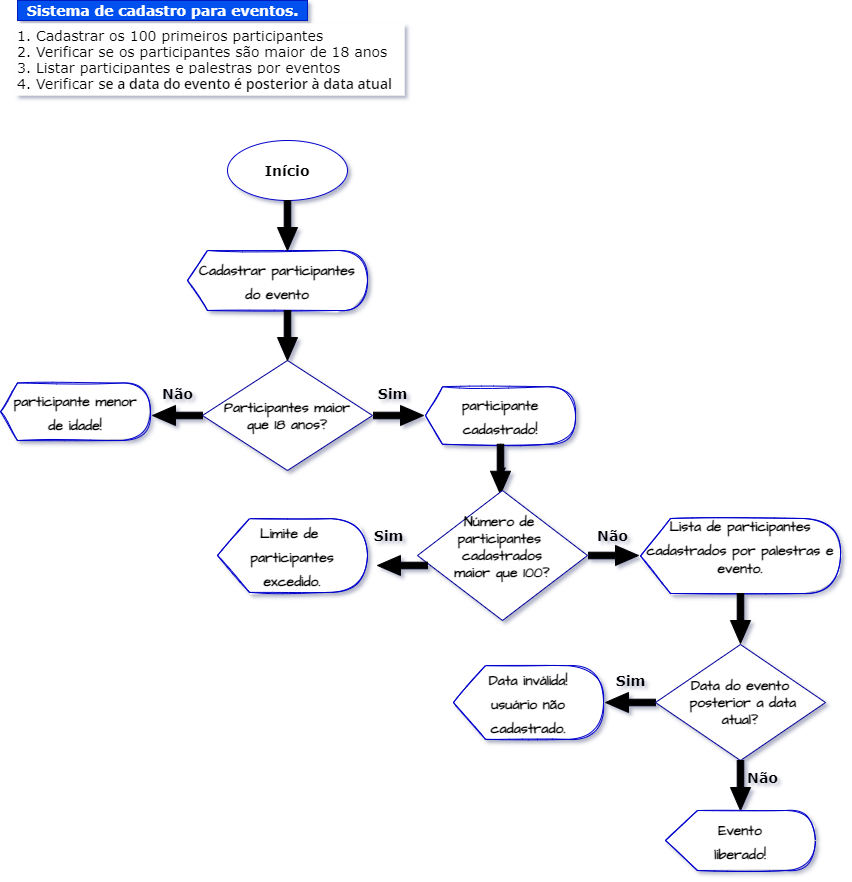 Sistema de cadastro para eventos.
1. Cadastrar os 100 primeiros participantes
2. Verificar se os participantes são maior de 18 anos
3. Listar participantes e palestras por eventos
4. Verificar se a data do evento é posterior à data atual
Início
Cadastrar participantes
do evento
Participantes maior
que 18 anos?
Não
participante menor
de idade!
Sim
participante
cadastrado!
Número de
participantes
cadastrados
maior que 100?
Sim
Limite de
participantes
excedido.
Não
Lista de participantes
cadastrados por palestras e
evento.
Data do evento
posterior a data
atual?
Sim
Data inválida!
usuário não
cadastrado.
Não
Evento
liberado!